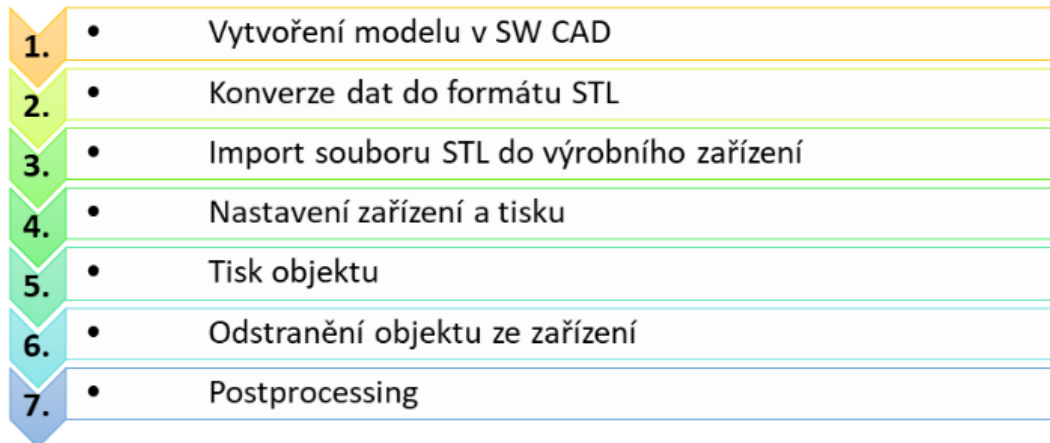 1. • Vytvoření modelu v SW CAD
2. • Konverze dat do formátu STL
3. • Import souboru STL do výrobního zařízení
4. • Nastavení zařízení a tisku
5. • Tisk objektu
6. • Odstranění objektu ze zařízení
7. • Postprocessing